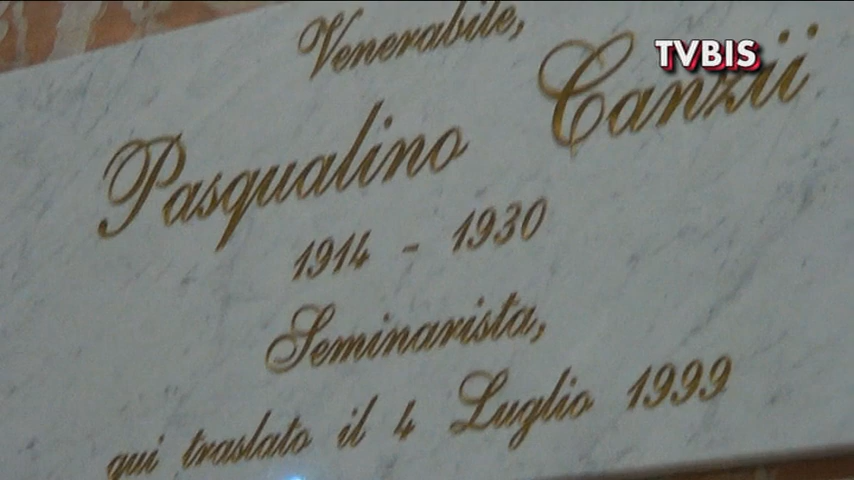 Venerabile,
TVBIS
Pasqualino Canzii
1914 - 1930
Seminarista,
qui traslato il 4 Luglio 1999